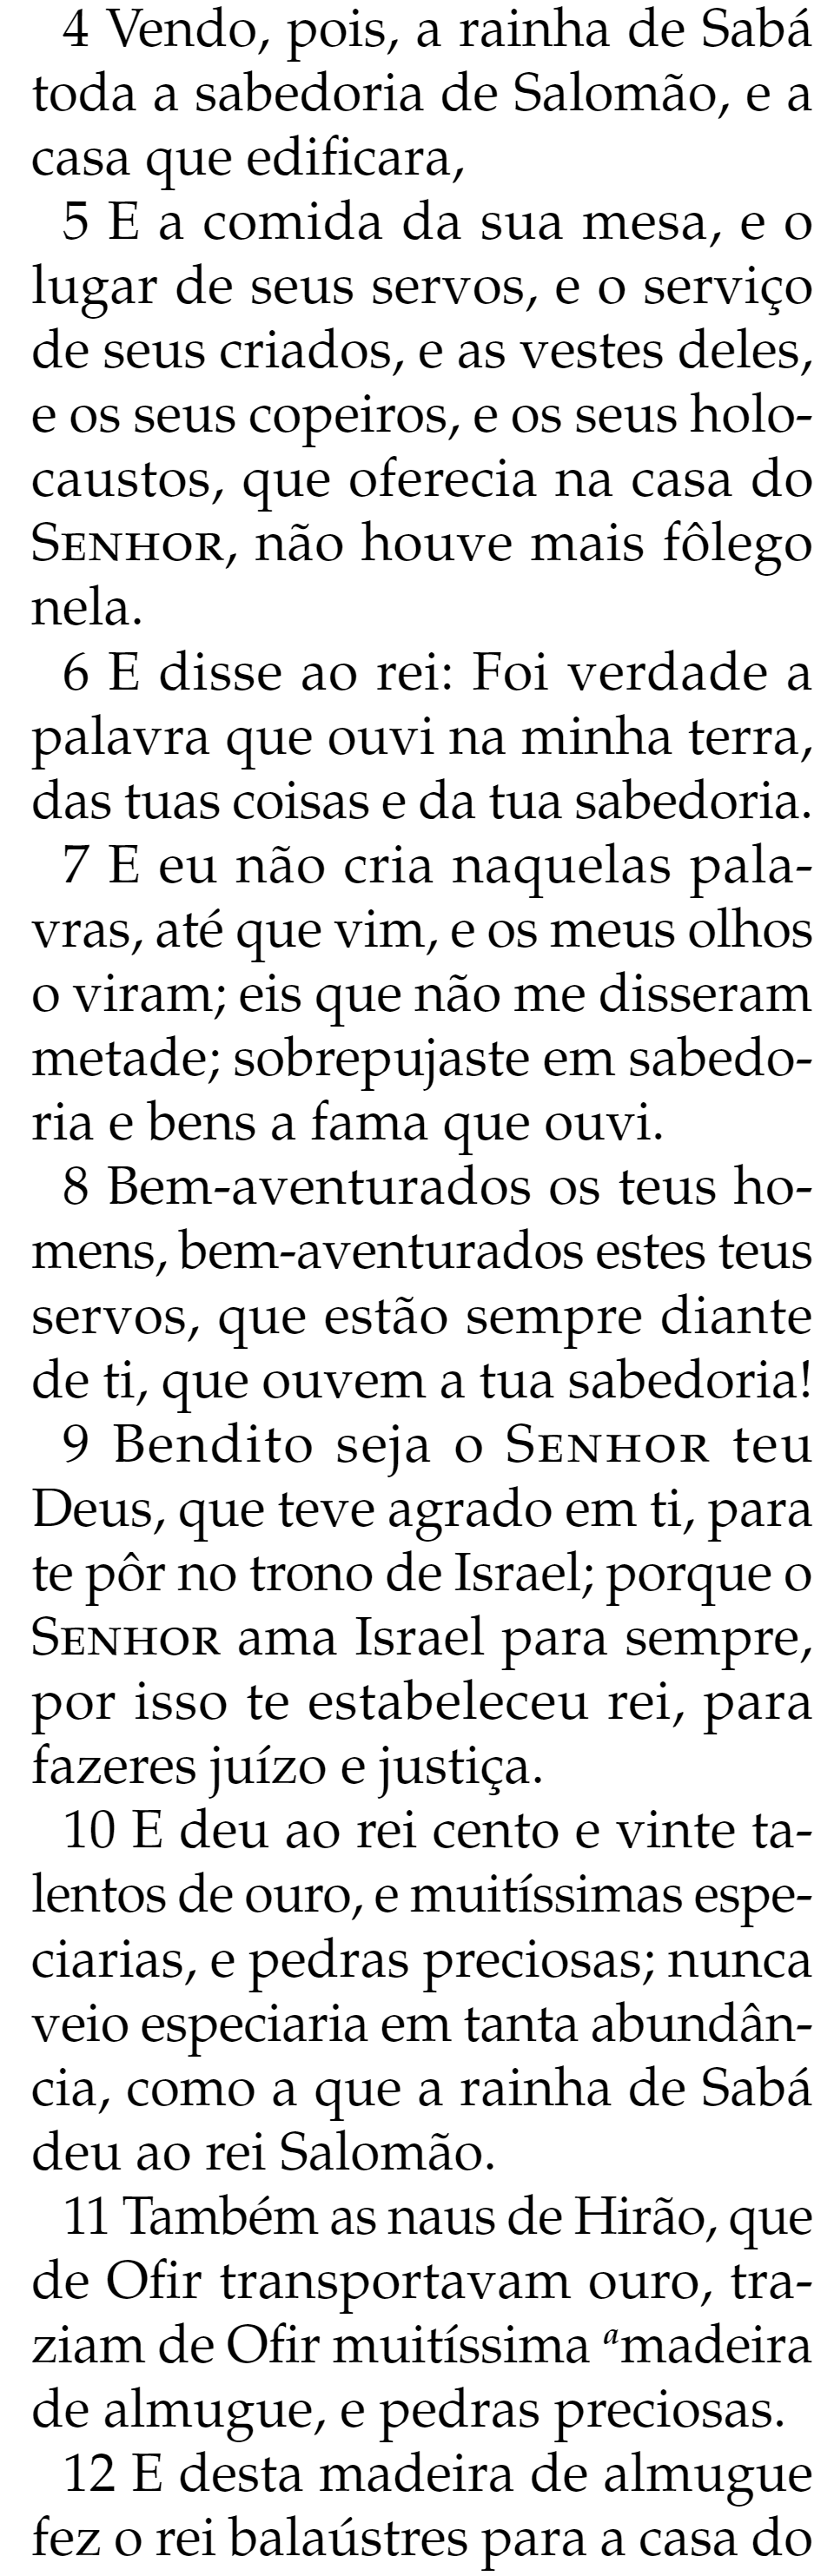 4 Vendo, pois, a rainha de Sabá
toda a sabedoria de Salomão, e a
casa que edificara,
5 E a comida da sua mesa, e o
lugar de seus servos, e o serviço
de seus criados, e as vestes deles,
e os seus copeiros, e os seus holo-
caustos, que oferecia na casa do
SENHOR, não houve mais fôlego
nela.
6 E disse ao rei: Foi verdade a
palavra que ouvi na minha terra,
das tuas coisas e da tua sabedoria.
7 E eu não cria naquelas pala-
vras, até que vim, e os meus olhos
o viram; eis que não me disseram
metade; sobrepujaste em sabedo-
ria e bens a fama que ouvi.
8 Bem-aventurados os teus ho-
mens, bem-aventurados estes teus
servos, que estão sempre diante
de ti, que ouvem a tua sabedoria!
9 Bendito seja o SENHOR teu
Deus, que teve agrado em ti, para
te pôr no trono de Israel; porque o
SENHOR ama Israel para sempre,
por isso te estabeleceu rei, para
fazeres juízo e justiça.
10 E deu ao rei cento e vinte ta-
lentos de ouro, e muitíssimas espe-
ciarias, e pedras preciosas; nunca
veio especiaria em tanta abundân-
cia, como a que a rainha de Sabá
deu ao rei Salomão.
11 Também as naus de Hirão, que
de Ofir transportavam ouro, tra-
ziam de Ofir muitíssima ᵃmadeira
de almugue, e pedras preciosas.
12 E desta madeira de almugue
fez o rei balaústres para a casa do